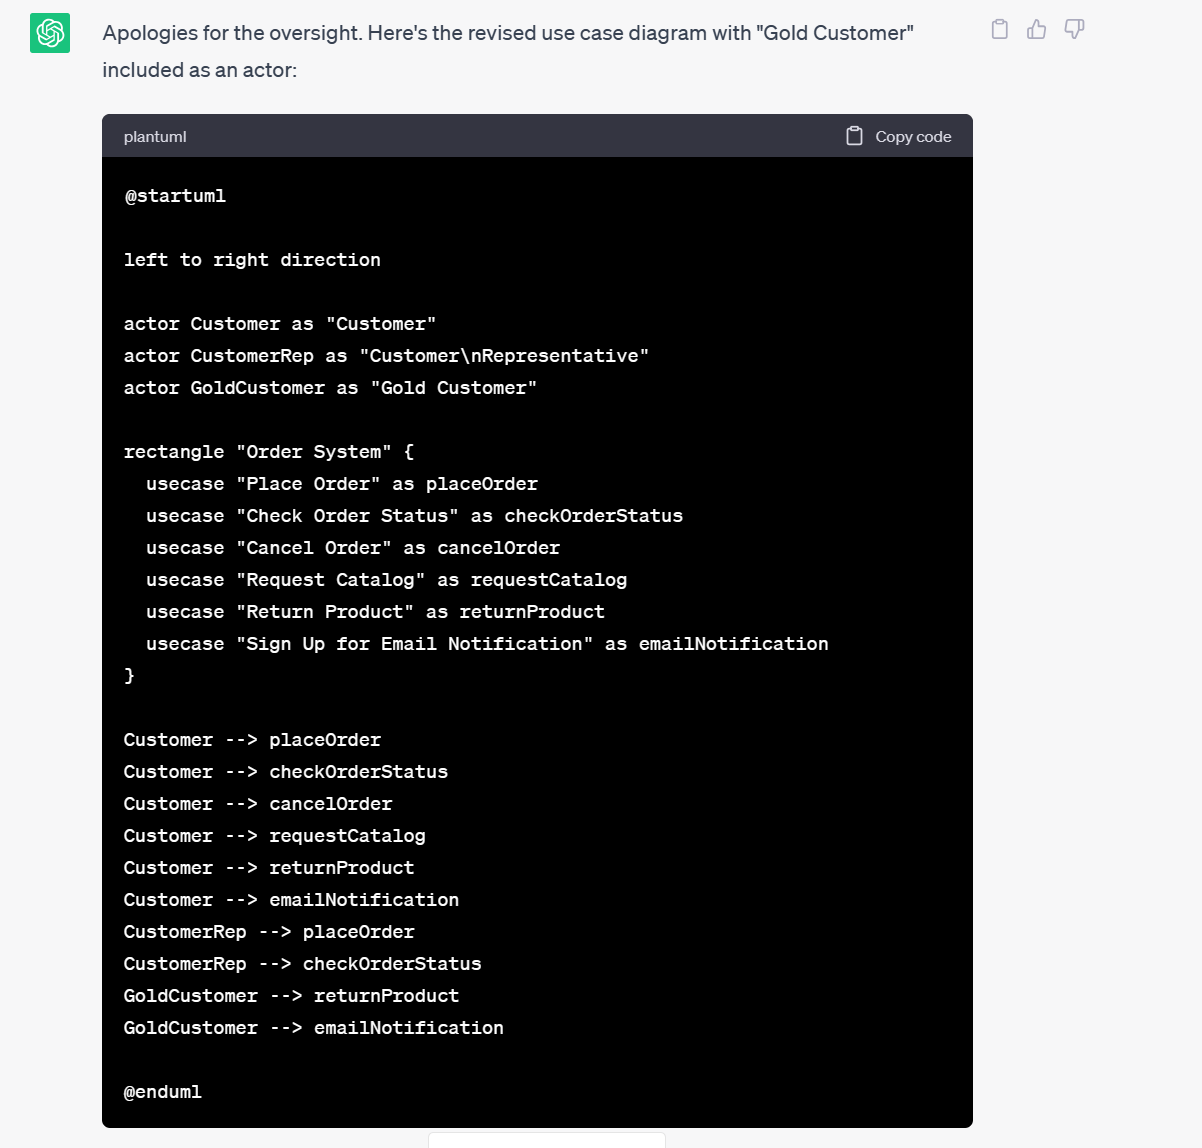 Apologies for the oversight. Here's the revised use case diagram with "Gold Customer"
included as an actor:
plantuml
Copy code
@startuml
left to right direction
actor Customer as "Customer"
actor CustomerRep as "Customer\nRepresentative"
actor GoldCustomer as "Gold Customer"
rectangle "Order System" {
  usecase "Place Order" as placeOrder
  usecase "Check Order Status" as checkOrderStatus
  usecase "Cancel Order" as cancelOrder
  usecase "Request Catalog" as requestCatalog
  usecase "Return Product" as returnProduct
  usecase "Sign Up for Email Notification" as emailNotification
}
Customer --> placeOrder
Customer --> checkOrderStatus
Customer --> cancelOrder
Customer --> requestCatalog
Customer --> returnProduct
Customer --> emailNotification
CustomerRep --> placeOrder
CustomerRep --> checkOrderStatus
GoldCustomer --> returnProduct
GoldCustomer --> emailNotification
@enduml